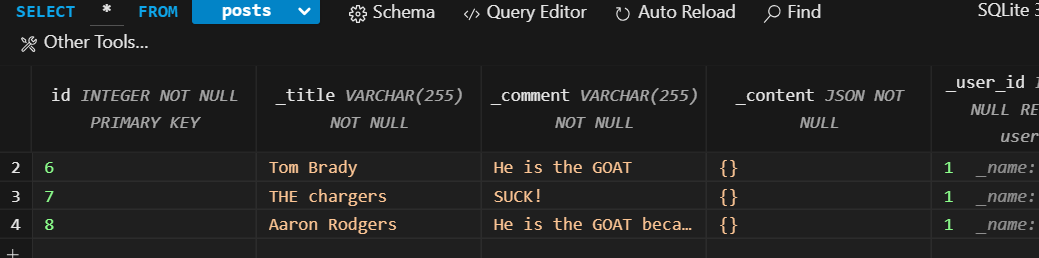 SELECT * FROM posts Schema Query Editor Auto Reload Find SQLite 3
Other Tools...
id INTEGER NOT NULL PRIMARY KEY
_title VARCHAR(255) NOT NULL
_comment VARCHAR(255) NOT NULL
_content JSON NOT NULL
_user_id I
NULL RE
user
2 6 Tom Brady He is the GOAT {} 1 _name:
3 7 THE chargers SUCK! {} 1 _name:
4 8 Aaron Rodgers He is the GOAT beca… {} 1 _name:
+